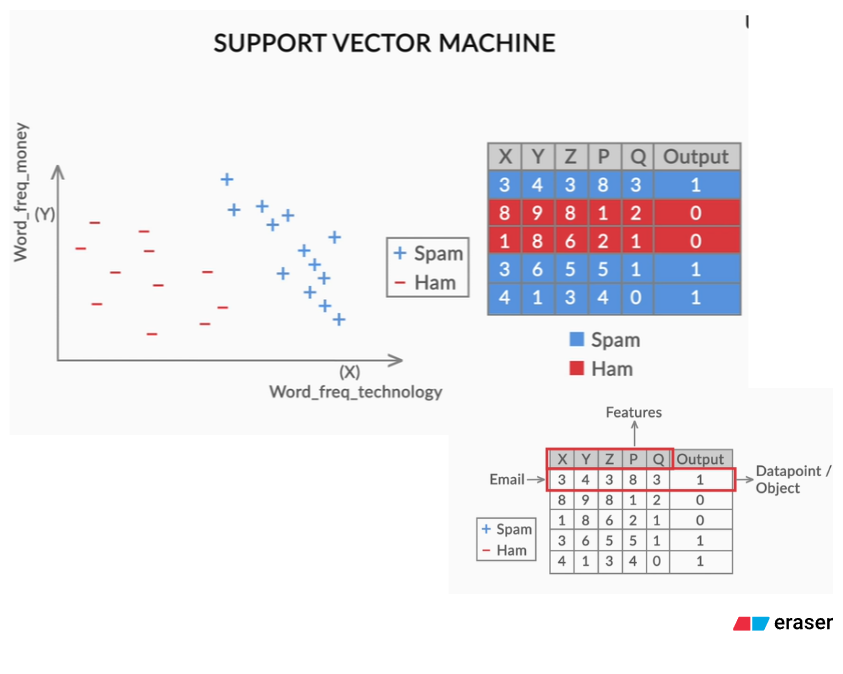 SUPPORT VECTOR MACHINE
Word_freq_money
(Y)
(X)
Word_freq_technology
+ Spam
− Ham
X Y Z P Q Output
3 4 3 8 3 1
8 9 8 1 2 0
1 8 6 2 1 0
3 6 5 5 1 1
4 1 3 4 0 1
Spam
Ham
Features
X Y Z P Q Output
Email
3 4 3 8 3 1
Datapoint /
Object
8 9 8 1 2 0
1 8 6 2 1 0
3 6 5 5 1 1
4 1 3 4 0 1
+ Spam
− Ham
eraser